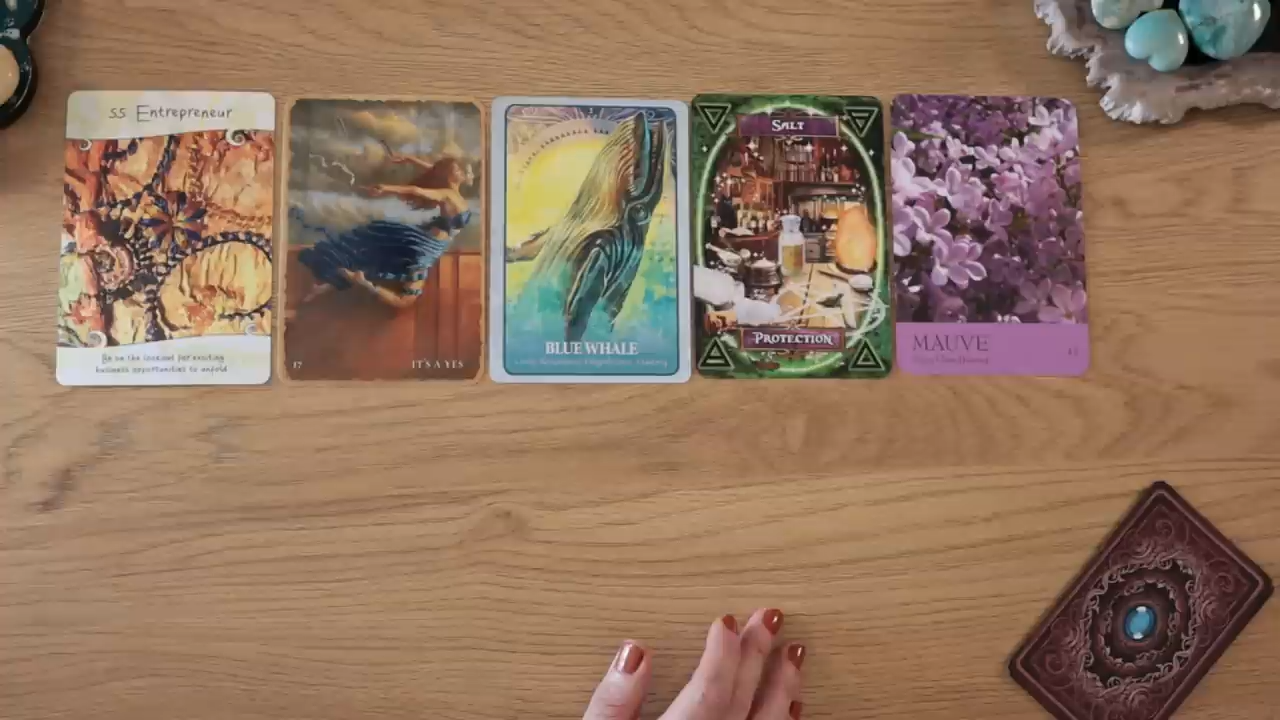 55 Entrepreneur
Be on the lookout for exciting
business opportunities to unfold
17 IT'S A YES
BLUE WHALE
SALT
PROTECTION
MAUVE